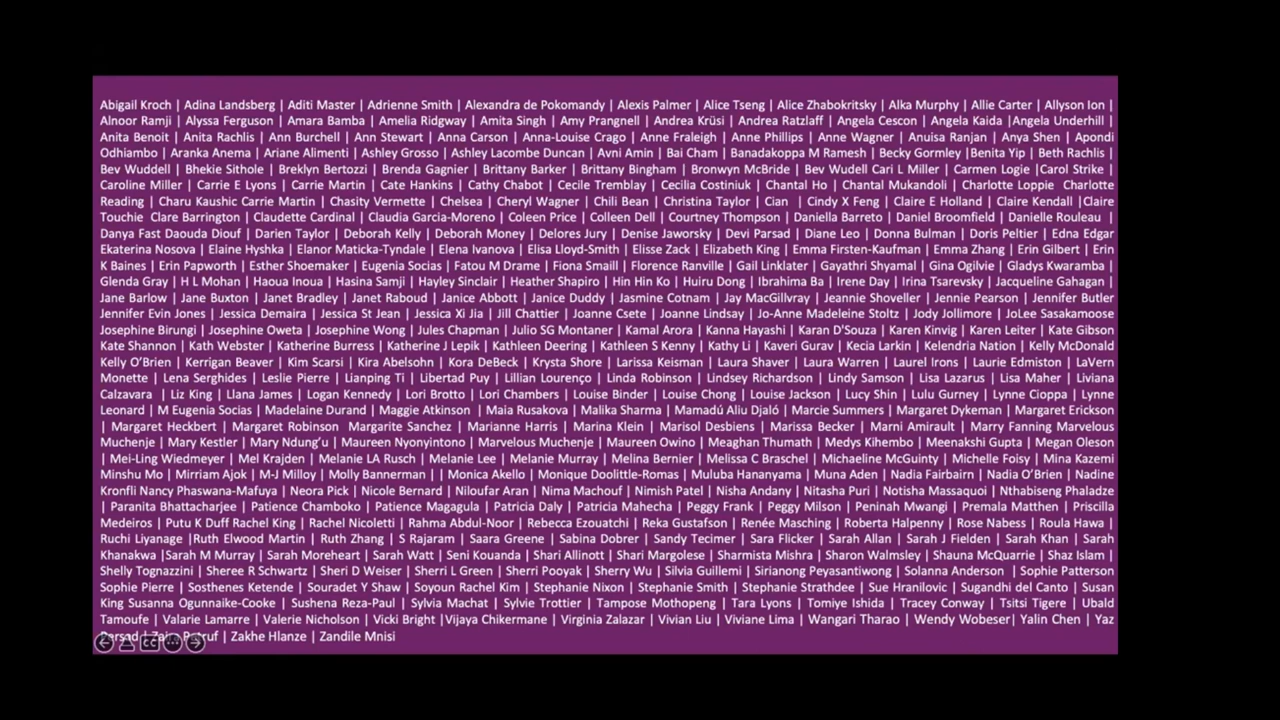 Abigail Kroch | Adina Landsberg | Aditi Master | Adrienne Smith | Alexandra de Pokomandy | Alexis Palmer | Alice Tseng | Alice Zhabokritsky | Alka Murphy | Allie Carter | Allyson Ion |
Alnoor Ramji | Alyssa Ferguson | Amara Bamba | Amelia Ridgway | Amita Singh | Amy Prangnell | Andrea Krüsi | Andrea Ratzlaff | Angela Cescon | Angela Kaida |Angela Underhill |
Anita Benoit | Anita Rachlis | Ann Burchell | Ann Stewart | Anna Carson | Anna-Louise Crago | Anne Fraleigh | Anne Phillips | Anne Wagner | Anuisa Ranjan | Anya Shen | Apondi
Odhiambo | Aranka Anema | Ariane Alimenti | Ashley Grosso | Ashley Lacombe Duncan | Avni Amin | Bai Cham | Banadakoppa M Ramesh | Becky Gormley |Benita Yip | Beth Rachlis |
Bev Wuddell | Bhekie Sithole | Breklyn Bertozzi | Brenda Gagnier | Brittany Barker | Brittany Bingham | Bronwyn McBride | Bev Wudell Cari L Miller | Carmen Logie |Carol Strike |
Caroline Miller | Carrie E Lyons | Carrie Martin | Cate Hankins | Cathy Chabot | Cecile Tremblay | Cecilia Costiniuk | Chantal Ho | Chantal Mukandoli | Charlotte Loppie Charlotte
Reading | Charu Kaushic Carrie Martin | Chasity Vermette | Chelsea | Cheryl Wagner | Chili Bean | Christina Taylor | Cian | Cindy X Feng | Claire E Holland | Claire Kendall |Claire
Touchie Clare Barrington | Claudette Cardinal | Claudia Garcia-Moreno | Coleen Price | Colleen Dell | Courtney Thompson | Daniella Barreto | Daniel Broomfield | Danielle Rouleau |
Danya Fast Daouda Diouf | Darien Taylor | Deborah Kelly | Deborah Money | Delores Jury | Denise Jaworsky | Devi Parsad | Diane Leo | Donna Bulman | Doris Peltier | Edna Edgar
Ekaterina Nosova | Elaine Hyshka | Elanor Maticka-Tyndale | Elena Ivanova | Elisa Lloyd-Smith | Elisse Zack | Elizabeth King | Emma Firsten-Kaufman | Emma Zhang | Erin Gilbert | Erin
K Baines | Erin Papworth | Esther Shoemaker | Eugenia Socias | Fatou M Drame | Fiona Smaill | Florence Ranville | Gail Linklater | Gayathri Shyamal | Gina Ogilvie | Gladys Kwaramba |
Glenda Gray | H L Mohan | Haoua Inoua | Hasina Samji | Hayley Sinclair | Heather Shapiro | Hin Hin Ko | Huiru Dong | Ibrahima Ba | Irene Day | Irina Tsarevsky | Jacqueline Gahagan |
Jane Barlow | Jane Buxton | Janet Bradley | Janet Raboud | Janice Abbott | Janice Duddy | Jasmine Cotnam | Jay MacGillvray | Jeannie Shoveller | Jennie Pearson | Jennifer Butler
Jennifer Evin Jones | Jessica Demaira | Jessica St Jean | Jessica Xi Jia | Jill Chattier | Joanne Csete | Joanne Lindsay | Jo-Anne Madeleine Stoltz | Jody Jollimore | JoLee Sasakamoose
Josephine Birungi | Josephine Oweta | Josephine Wong | Jules Chapman | Julio SG Montaner | Kamal Arora | Kanna Hayashi | Karan D'Souza | Karen Kinvig | Karen Leiter | Kate Gibson
Kate Shannon | Kath Webster | Katherine Burress | Katherine J Lepik | Kathleen Deering | Kathleen S Kenny | Kathy Li | Kaveri Gurav | Kecia Larkin | Kelendria Nation | Kelly McDonald
Kelly O’Brien | Kerrigan Beaver | Kim Scarsi | Kira Abelsohn | Kora DeBeck | Krysta Shore | Larissa Keisman | Laura Shaver | Laura Warren | Laurel Irons | Laurie Edmiston | LaVern
Monette | Lena Serghides | Leslie Pierre | Lianping Ti | Libertad Puy | Lillian Lourenço | Linda Robinson | Lindsey Richardson | Lindy Samson | Lisa Lazarus | Lisa Maher | Liviana
Calzavara | Liz King | Llana James | Logan Kennedy | Lori Brotto | Lori Chambers | Louise Binder | Louise Chong | Louise Jackson | Lucy Shin | Lulu Gurney | Lynne Cioppa | Lynne
Leonard | M Eugenia Socias | Madelaine Durand | Maggie Atkinson | Maia Rusakova | Malika Sharma | Mamadú Aliu Djaló | Marcie Summers | Margaret Dykeman | Margaret Erickson
| Margaret Heckbert | Margaret Robinson Margarite Sanchez | Marianne Harris | Marina Klein | Marisol Desbiens | Marissa Becker | Marni Amirault | Marry Fanning Marvelous
Muchenje | Mary Kestler | Mary Ndung’u | Maureen Nyonyintono | Marvelous Muchenje | Maureen Owino | Meaghan Thumath | Medys Kihembo | Meenakshi Gupta | Megan Oleson
| Mei-Ling Wiedmeyer | Mel Krajden | Melanie LA Rusch | Melanie Lee | Melanie Murray | Melina Bernier | Melissa C Braschel | Michaeline McGuinty | Michelle Foisy | Mina Kazemi
Minshu Mo | Mirriam Ajok | M-J Milloy | Molly Bannerman | | Monica Akello | Monique Doolittle-Romas | Muluba Hananyama | Muna Aden | Nadia Fairbairn | Nadia O’Brien | Nadine
Kronfli Nancy Phaswana-Mafuya | Neora Pick | Nicole Bernard | Niloufar Aran | Nima Machouf | Nimish Patel | Nisha Andany | Nitasha Puri | Notisha Massaquoi | Nthabiseng Phaladze
| Paranita Bhattacharjee | Patience Chamboko | Patience Magagula | Patricia Daly | Patricia Mahecha | Peggy Frank | Peggy Milson | Peninah Mwangi | Premala Matthen | Priscilla
Medeiros | Putu K Duff Rachel King | Rachel Nicoletti | Rahma Abdul-Noor | Rebecca Ezouatchi | Reka Gustafson | Renée Masching | Roberta Halpenny | Rose Nabess | Roula Hawa |
Ruchi Liyanage |Ruth Elwood Martin | Ruth Zhang | S Rajaram | Saara Greene | Sabina Dobrer | Sandy Tecimer | Sara Flicker | Sarah Allan | Sarah J Fielden | Sarah Khan | Sarah
Khanakwa |Sarah M Murray | Sarah Moreheart | Sarah Watt | Seni Kouanda | Shari Allinott | Shari Margolese | Sharmista Mishra | Sharon Walmsley | Shauna McQuarrie | Shaz Islam |
Shelly Tognazzini | Sheree R Schwartz | Sheri D Weiser | Sherri L Green | Sherri Pooyak | Sherry Wu | Silvia Guillemi | Sirianong Peyasantiwong | Solanna Anderson | Sophie Patterson
Sophie Pierre | Sosthenes Ketende | Souradet Y Shaw | Soyoun Rachel Kim | Stephanie Nixon | Stephanie Smith | Stephanie Strathdee | Sue Hranilovic | Sugandhi del Canto | Susan
King Susanna Ogunnaike-Cooke | Sushena Reza-Paul | Sylvia Machat | Sylvie Trottier | Tampose Mothopeng | Tara Lyons | Tomiye Ishida | Tracey Conway | Tsitsi Tigere | Ubald
Tamoufe | Valarie Lamarre | Valerie Nicholson | Vicki Bright |Vijaya Chikermane | Virginia Zalazar | Vivian Liu | Viviane Lima | Wangari Tharao | Wendy Wobeser| Yalin Chen | Yaz
| Zakhe Hlanze | Zandile Mnisi